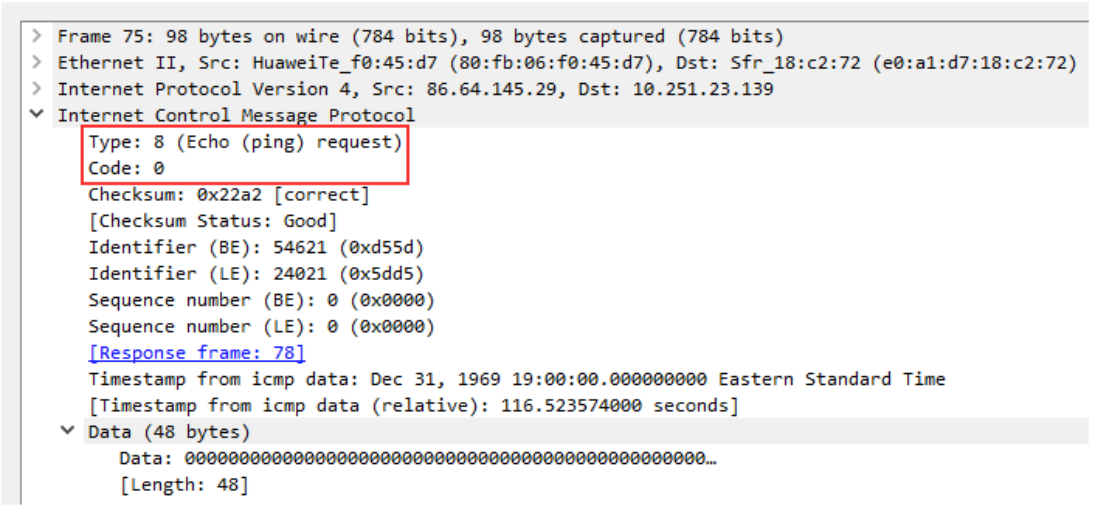 Frame 75: 98 bytes on wire (784 bits), 98 bytes captured (784 bits)
Ethernet II, Src: HuaweiTe_f0:45:d7 (80:fb:06:f0:45:d7), Dst: Sfr_18:c2:72 (e0:a1:d7:18:c2:72)
Internet Protocol Version 4, Src: 86.64.145.29, Dst: 10.251.23.139
Internet Control Message Protocol
Type: 8 (Echo (ping) request)
Code: 0
Checksum: 0x22a2 [correct]
[Checksum Status: Good]
Identifier (BE): 54621 (0xd55d)
Identifier (LE): 24021 (0x5dd5)
Sequence number (BE): 0 (0x0000)
Sequence number (LE): 0 (0x0000)
[Response frame: 78]
Timestamp from icmp data: Dec 31, 1969 19:00:00.000000000 Eastern Standard Time
[Timestamp from icmp data (relative): 116.523574000 seconds]
Data (48 bytes)
Data: 000000000000000000000000000000000000000000000000…
[Length: 48]